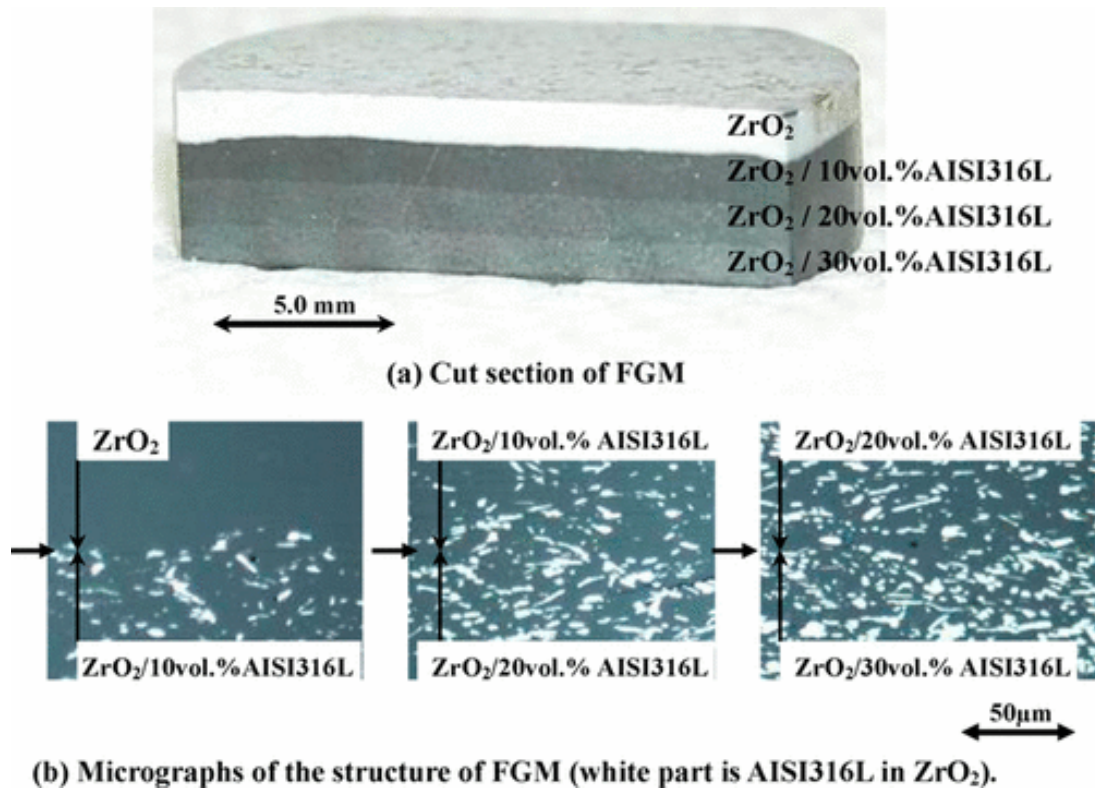 ZrO₂
ZrO₂ / 10vol.%AISI316L
ZrO₂ / 20vol.%AISI316L
ZrO₂ / 30vol.%AISI316L
5.0 mm
(a) Cut section of FGM
ZrO₂
ZrO₂/10vol.%AISI316L
ZrO₂/10vol.% AISI316L
ZrO₂/20vol.% AISI316L
ZrO₂/20vol.% AISI316L
ZrO₂/30vol.% AISI316L
50µm
(b) Micrographs of the structure of FGM (white part is AISI316L in ZrO₂).